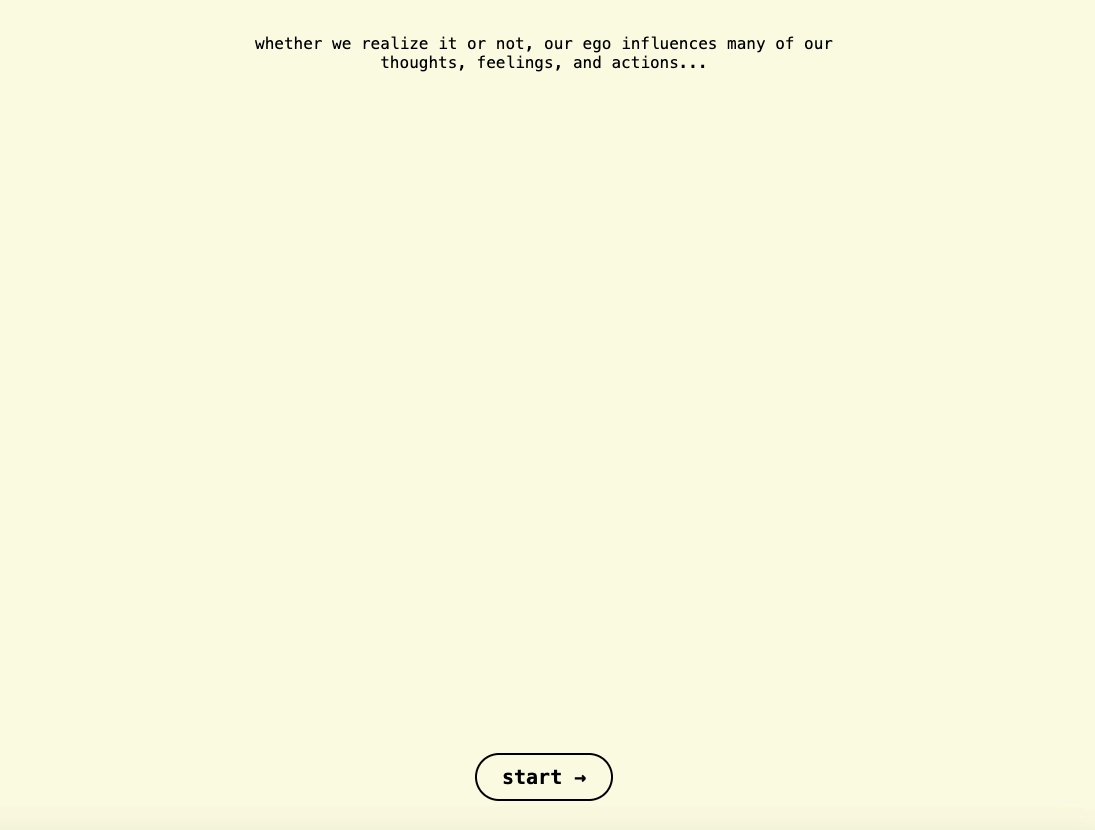 whether we realize it or not, our ego influences many of our
thoughts, feelings, and actions...
start →